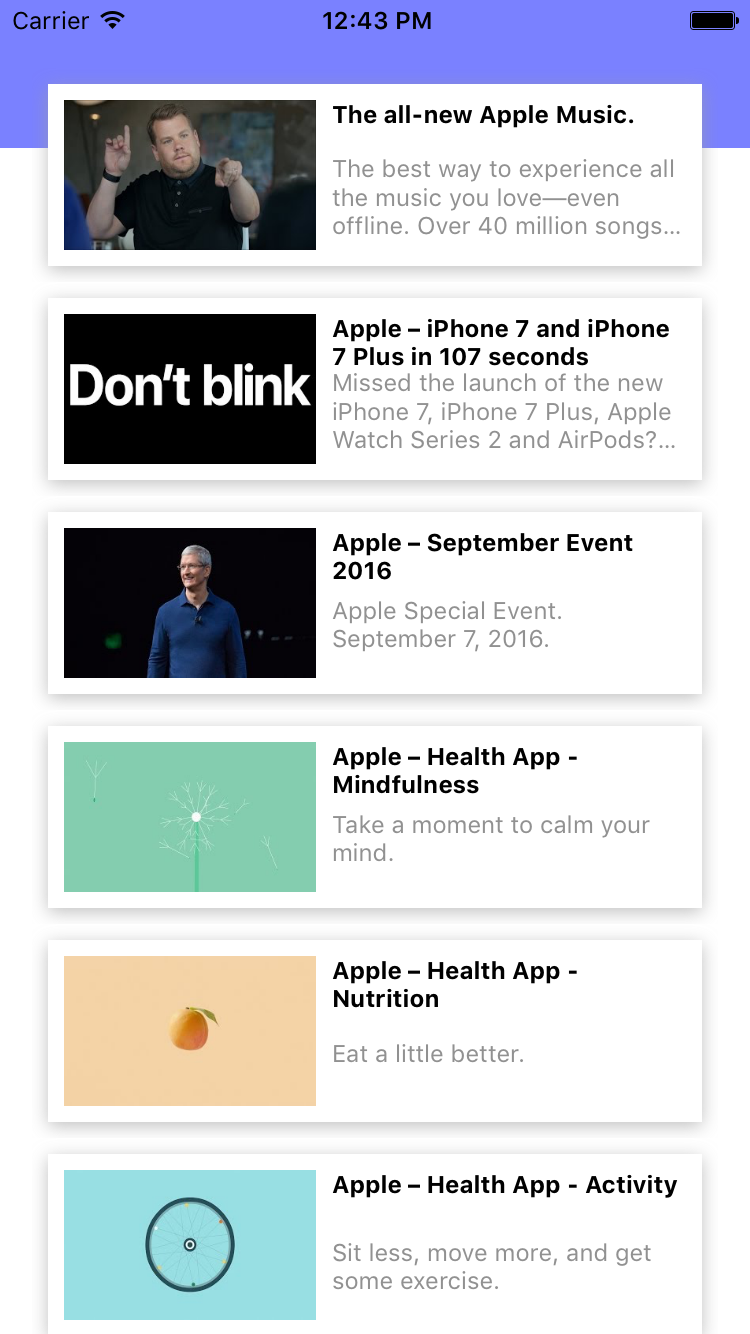 Carrier 12:43 PM
The all-new Apple Music.
The best way to experience all
the music you love—even
offline. Over 40 million songs...
Don't blink
Apple – iPhone 7 and iPhone
7 Plus in 107 seconds
Missed the launch of the new
iPhone 7, iPhone 7 Plus, Apple
Watch Series 2 and AirPods?...
Apple – September Event
2016
Apple Special Event.
September 7, 2016.
Apple – Health App -
Mindfulness
Take a moment to calm your
mind.
Apple – Health App -
Nutrition
Eat a little better.
Apple – Health App - Activity
Sit less, move more, and get
some exercise.